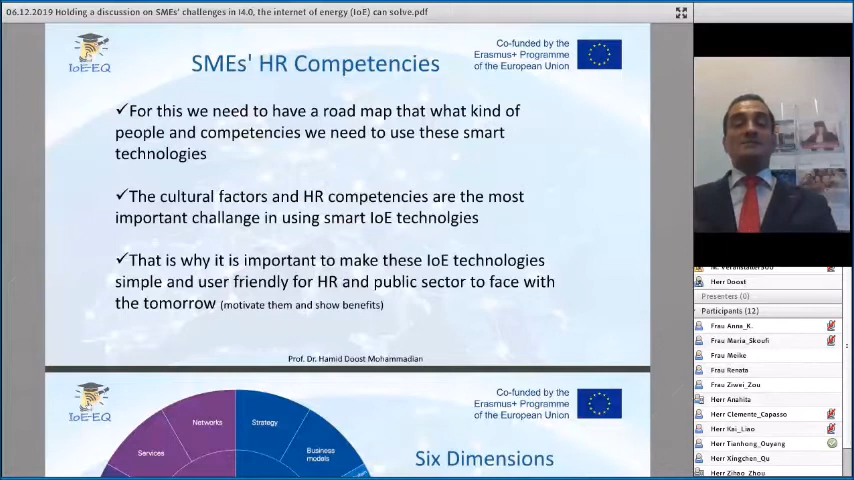 06.12.2019 Holding a discussion on SMEs' challenges in I4.0, the internet of energy (IoE) can solve.pdf
IoE-EQ
SMEs' HR Competencies
Co-funded by the
Erasmus+ Programme
of the European Union
✓For this we need to have a road map that what kind of
people and competencies we need to use these smart
technologies
✓The cultural factors and HR competencies are the most
important challange in using smart IoE technolgies
✓That is why it is important to make these IoE technologies
simple and user friendly for HR and public sector to face with
the tomorrow (motivate them and show benefits)
Prof. Dr. Hamid Doost Mohammadian
IoE-EQ
Co-funded by the
Erasmus+ Programme
of the European Union
Networks
Strategy
Services
Business
models
Six Dimensions
Herr Doost
Presenters (0)
Participants (12)
Frau Anna_K.
Frau Maria_Skoufi
Frau Meike
Frau Renata
Frau Ziwei_Zou
Herr Anahita
Herr Clemente_Capasso
Herr Kai_Liao
Herr Tianhong_Ouyang
Herr Xingchen_Qu
Herr Zihao_Zhou